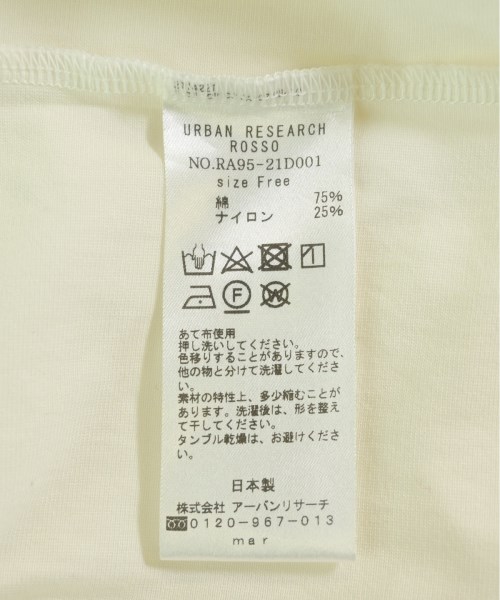 URBAN RESEARCH
ROSSO
NO.RA95-21D001
size Free
綿 75%
ナイロン 25%
F
W
あて布使用
押し洗いしてください。
色移りすることがありますので、
他の物と分けて洗濯してくださ
い。
素材の特性上、多少縮むことが
あります。洗濯後は、形を整え
て干してください。
タンブル乾燥は、お避けくださ
い。
日本製
株式会社 アーバンリサーチ
0120-967-013
mar